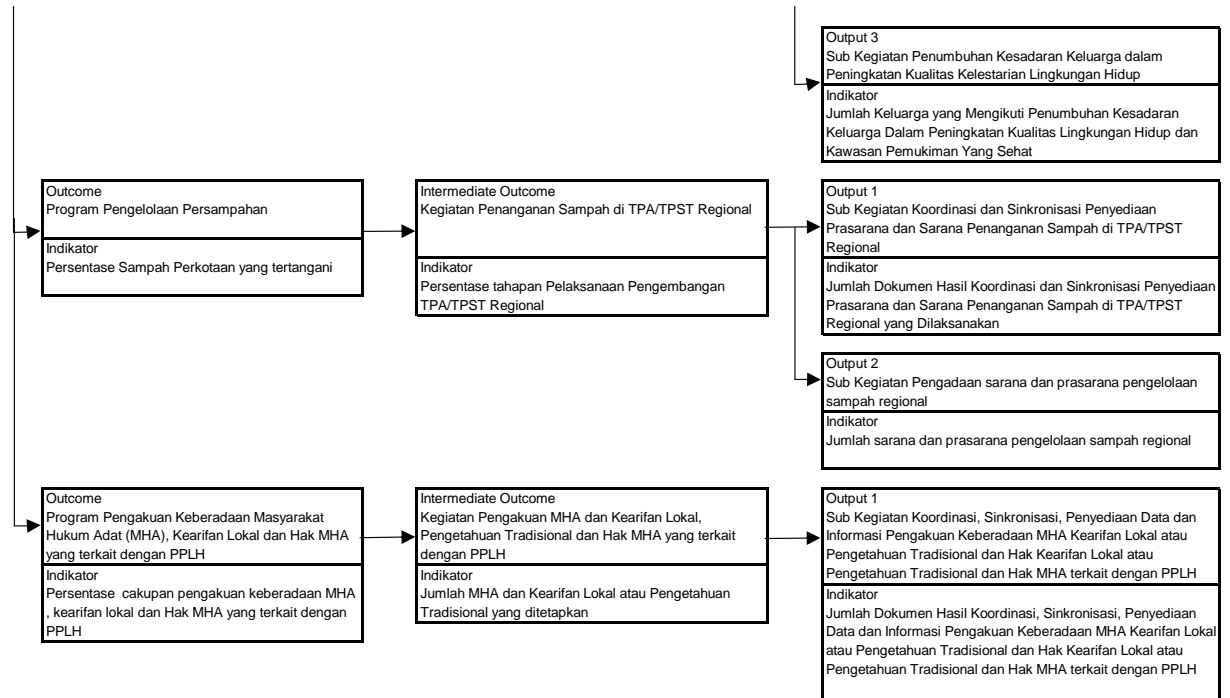 Output 3
Sub Kegiatan Penumbuhan Kesadaran Keluarga dalam
Peningkatan Kualitas Kelestarian Lingkungan Hidup
Indikator
Jumlah Keluarga yang Mengikuti Penumbuhan Kesadaran
Keluarga Dalam Peningkatan Kualitas Lingkungan Hidup dan
Kawasan Pemukiman Yang Sehat
Outcome
Program Pengelolaan Persampahan
Indikator
Persentase Sampah Perkotaan yang tertangani
Intermediate Outcome
Kegiatan Penanganan Sampah di TPA/TPST Regional
Indikator
Persentase tahapan Pelaksanaan Pengembangan
TPA/TPST Regional
Output 1
Sub Kegiatan Koordinasi dan Sinkronisasi Penyediaan
Prasarana dan Sarana Penanganan Sampah di TPA/TPST
Regional
Indikator
Jumlah Dokumen Hasil Koordinasi dan Sinkronisasi Penyediaan
Prasarana dan Sarana Penanganan Sampah di TPA/TPST
Regional yang Dilaksanakan
Output 2
Sub Kegiatan Pengadaan sarana dan prasarana pengelolaan
sampah regional
Indikator
Jumlah sarana dan prasarana pengelolaan sampah regional
Outcome
Program Pengakuan Keberadaan Masyarakat
Hukum Adat (MHA), Kearifan Lokal dan Hak MHA
yang terkait dengan PPLH
Indikator
Persentase  cakupan pengakuan keberadaan MHA
, kearifan lokal dan Hak MHA yang terkait dengan
PPLH
Intermediate Outcome
Kegiatan Pengakuan MHA dan Kearifan Lokal,
Pengetahuan Tradisional dan Hak MHA yang terkait
dengan PPLH
Indikator
Jumlah MHA dan Kearifan Lokal atau Pengetahuan
Tradisional yang ditetapkan
Output 1
Sub Kegiatan Koordinasi, Sinkronisasi, Penyediaan Data dan
Informasi Pengakuan Keberadaan MHA Kearifan Lokal atau
Pengetahuan Tradisional dan Hak Kearifan Lokal atau
Pengetahuan Tradisional dan Hak MHA terkait dengan PPLH
Indikator
Jumlah Dokumen Hasil Koordinasi, Sinkronisasi, Penyediaan
Data dan Informasi Pengakuan Keberadaan MHA Kearifan Lokal
atau Pengetahuan Tradisional dan Hak Kearifan Lokal atau
Pengetahuan Tradisional dan Hak MHA terkait dengan PPLH